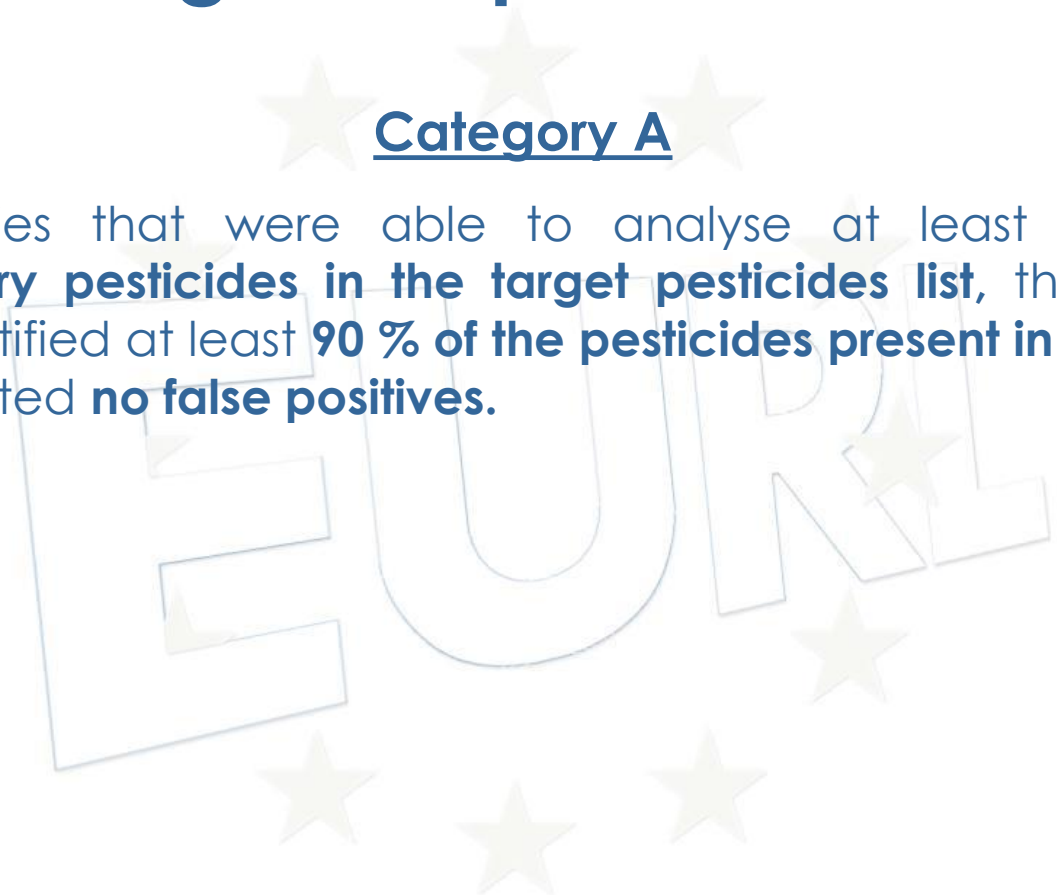 Category A
es that were able to analyse at least
ry pesticides in the target pesticides list, th
tified at least 90 % of the pesticides present in
ted no false positives.
EURL